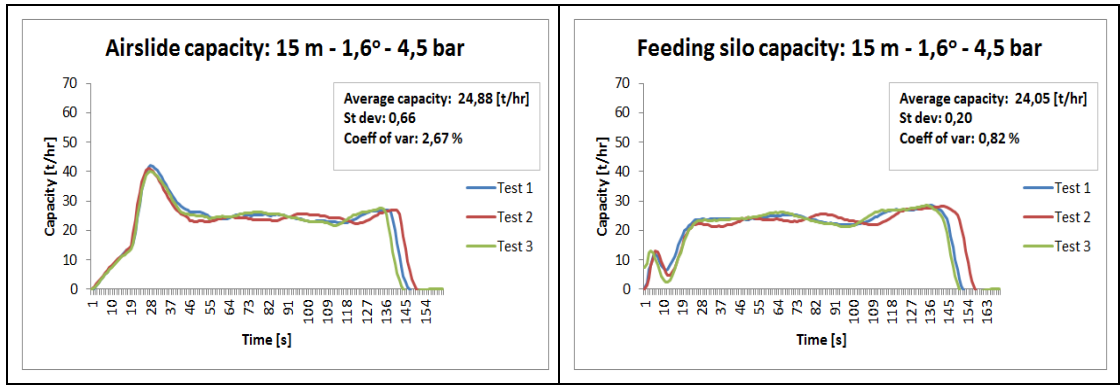 Airslide capacity: 15 m - 1,6° - 4,5 bar
Average capacity: 24,88 [t/hr]
St dev: 0,66
Coeff of var: 2,67 %
Capacity [t/hr]
70
60
50
40
30
20
10
0
1 10 19 28 37 46 55 64 73 82 91 100 109 118 127 136 145 154
Time [s]
Test 1
Test 2
Test 3
Feeding silo capacity: 15 m - 1,6° - 4,5 bar
Average capacity: 24,05 [t/hr]
St dev: 0,20
Coeff of var: 0,82 %
Capacity [t/hr]
70
60
50
40
30
20
10
0
1 10 19 28 37 46 55 64 73 82 91 100 109 118 127 136 145 154 163
Time [s]
Test 1
Test 2
Test 3